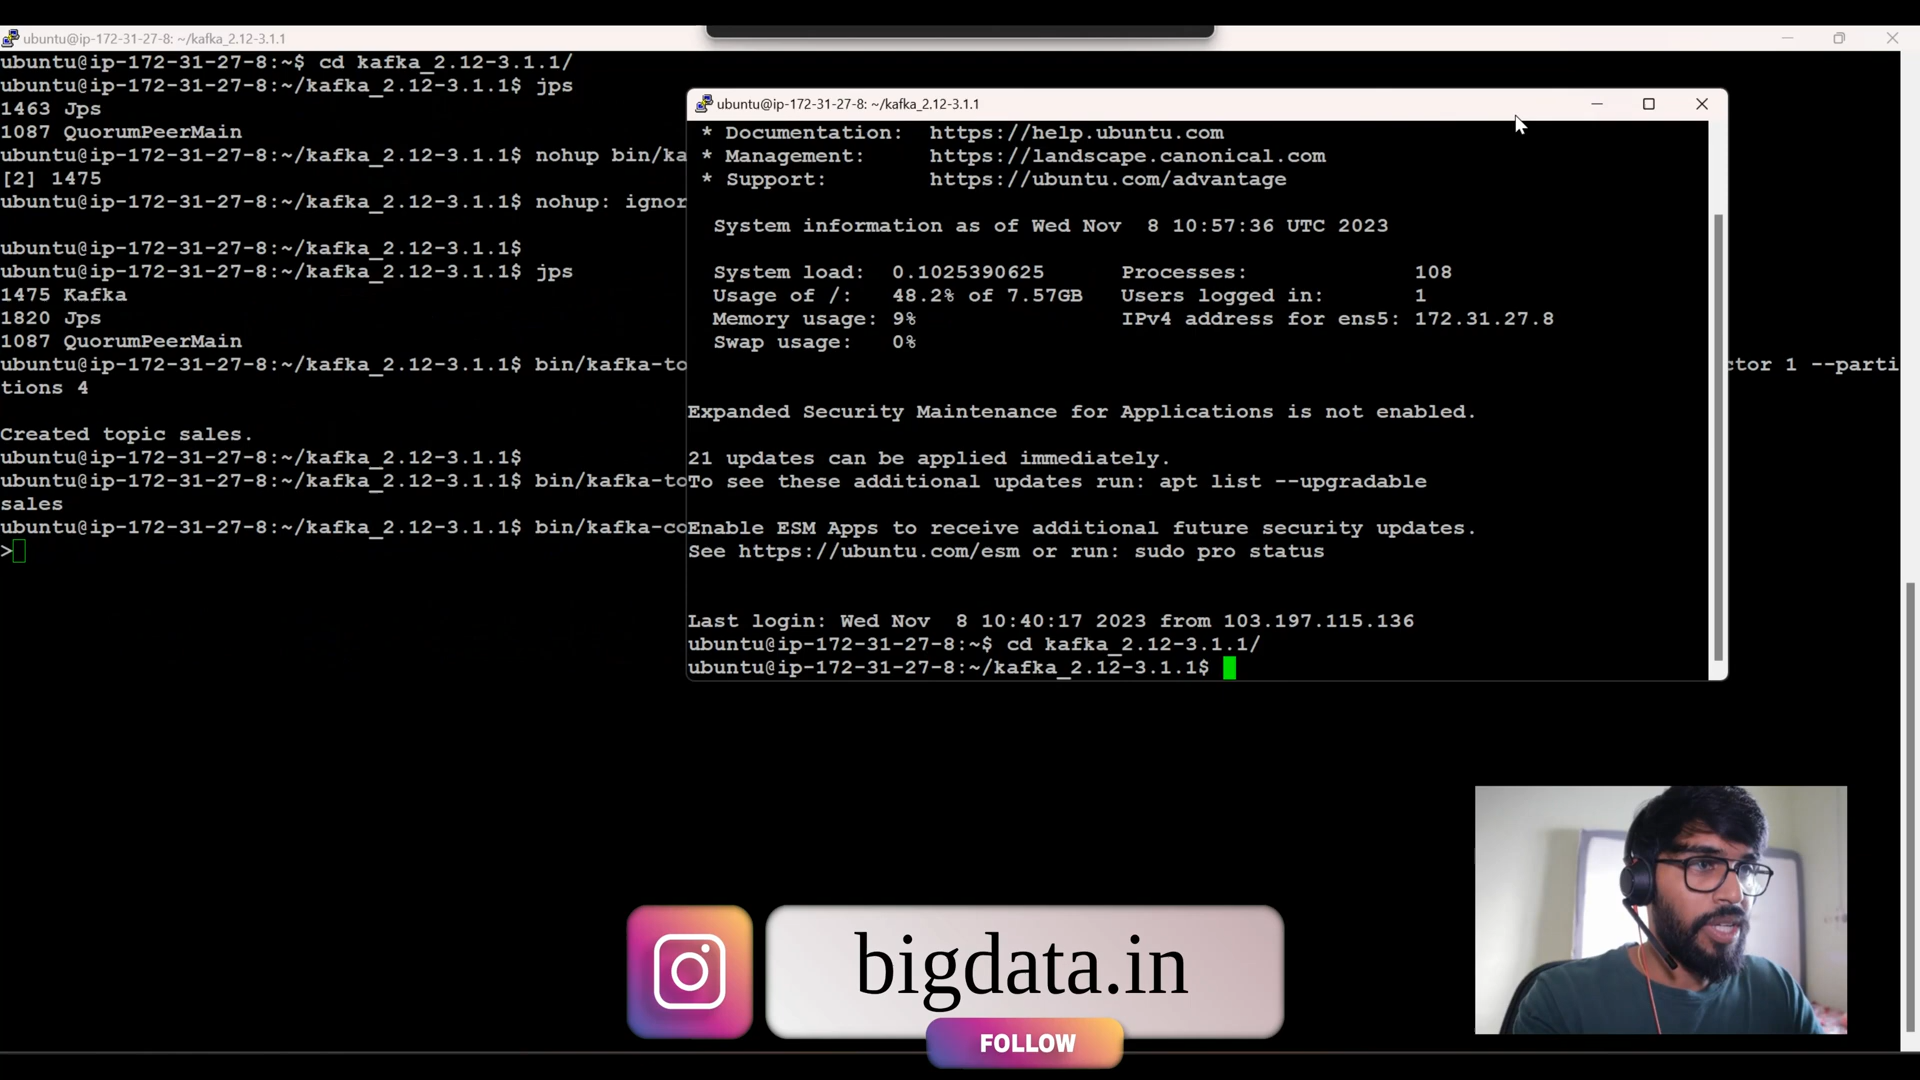 ubuntu@ip-172-31-27-8: ~/kafka_2.12-3.1.1
ubuntu@ip-172-31-27-8:~$ cd kafka_2.12-3.1.1/
ubuntu@ip-172-31-27-8:~/kafka_2.12-3.1.1$ jps
1463 Jps
1087 QuorumPeerMain
ubuntu@ip-172-31-27-8:~/kafka_2.12-3.1.1$ nohup bin/ka
[2] 1475
ubuntu@ip-172-31-27-8:~/kafka_2.12-3.1.1$ nohup: ignor
ubuntu@ip-172-31-27-8:~/kafka_2.12-3.1.1$
ubuntu@ip-172-31-27-8:~/kafka_2.12-3.1.1$ jps
1475 Kafka
1820 Jps
1087 QuorumPeerMain
ubuntu@ip-172-31-27-8:~/kafka_2.12-3.1.1$ bin/kafka-to ctor 1 --parti
tions 4
Created topic sales.
ubuntu@ip-172-31-27-8:~/kafka_2.12-3.1.1$
ubuntu@ip-172-31-27-8:~/kafka_2.12-3.1.1$ bin/kafka-to
sales
ubuntu@ip-172-31-27-8:~/kafka_2.12-3.1.1$ bin/kafka-co
>
ubuntu@ip-172-31-27-8: ~/kafka_2.12-3.1.1
* Documentation: https://help.ubuntu.com
* Management: https://landscape.canonical.com
* Support: https://ubuntu.com/advantage
System information as of Wed Nov 8 10:57:36 UTC 2023
System load: 0.1025390625 Processes: 108
Usage of /: 48.2% of 7.57GB Users logged in: 1
Memory usage: 9% IPv4 address for ens5: 172.31.27.8
Swap usage: 0%
Expanded Security Maintenance for Applications is not enabled.
21 updates can be applied immediately.
To see these additional updates run: apt list --upgradable
Enable ESM Apps to receive additional future security updates.
See https://ubuntu.com/esm or run: sudo pro status
Last login: Wed Nov 8 10:40:17 2023 from 103.197.115.136
ubuntu@ip-172-31-27-8:~$ cd kafka_2.12-3.1.1/
ubuntu@ip-172-31-27-8:~/kafka_2.12-3.1.1$
bigdata.in
FOLLOW